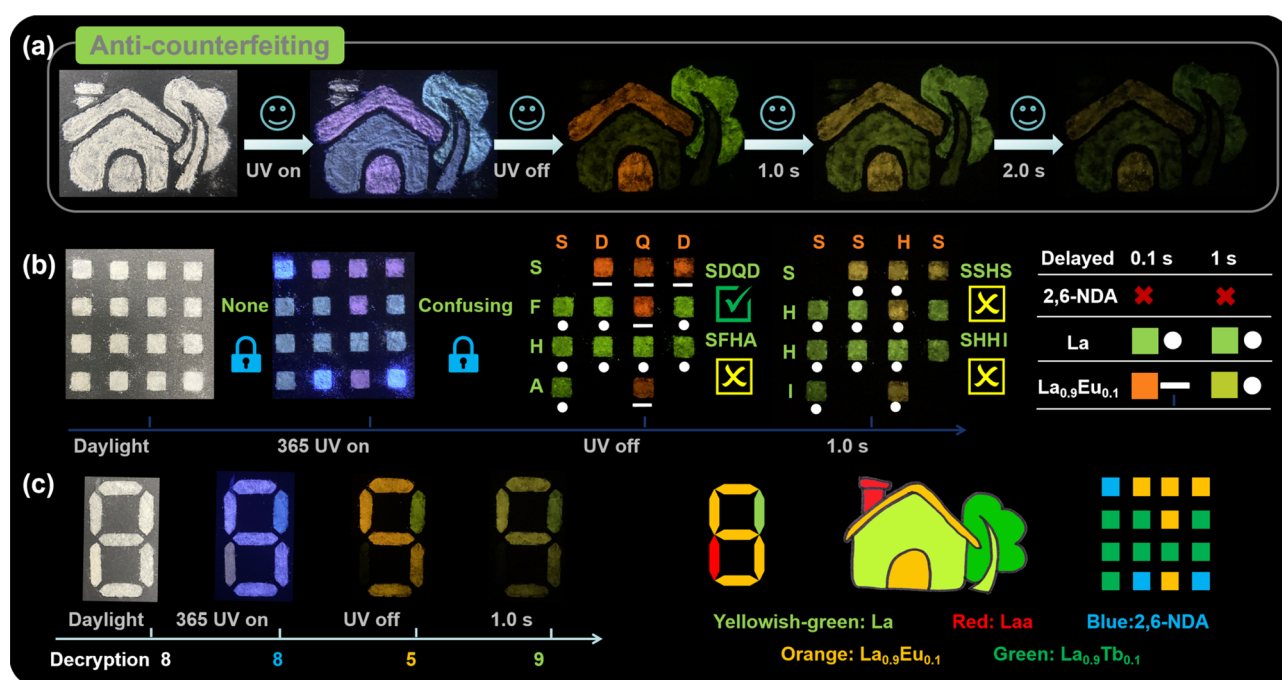 (a) Anti-counterfeiting
UV on
UV off
1.0 s
2.0 s
(b)
None
Confusing
S D Q D
S
F
H
A
SDQD
SFHA
S S H S
S
H
H
I
SSHS
SHHI
Delayed 0.1 s 1 s
2,6-NDA
La
La0.9Eu0.1
Daylight 365 UV on UV off 1.0 s
(c)
Daylight 365 UV on UV off 1.0 s
Decryption 8 8 5 9
Yellowish-green: La Red: Laa Blue:2,6-NDA
Orange: La0.9Eu0.1 Green: La0.9Tb0.1